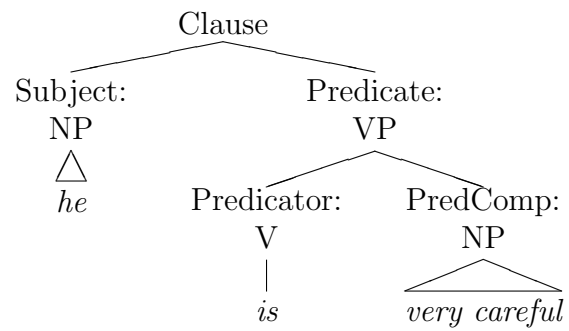 Clause
Subject: Predicate:
NP VP
he Predicator: PredComp:
V NP
is very careful